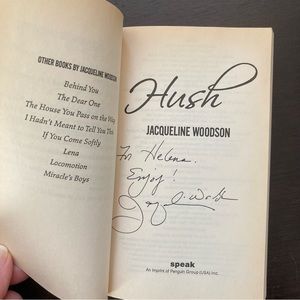 OTHER BOOKS BY JACQUELINE WOODSON
Behind You
The Dear One
The House You Pass on the Way
I Hadn't Meant to Tell You This
If You Come Softly
Lena
Locomotion
Miracle's Boys
Hush
JACQUELINE WOODSON
For Helena.
Enjoy!
speak
An Imprint of Penguin Group (USA) Inc.